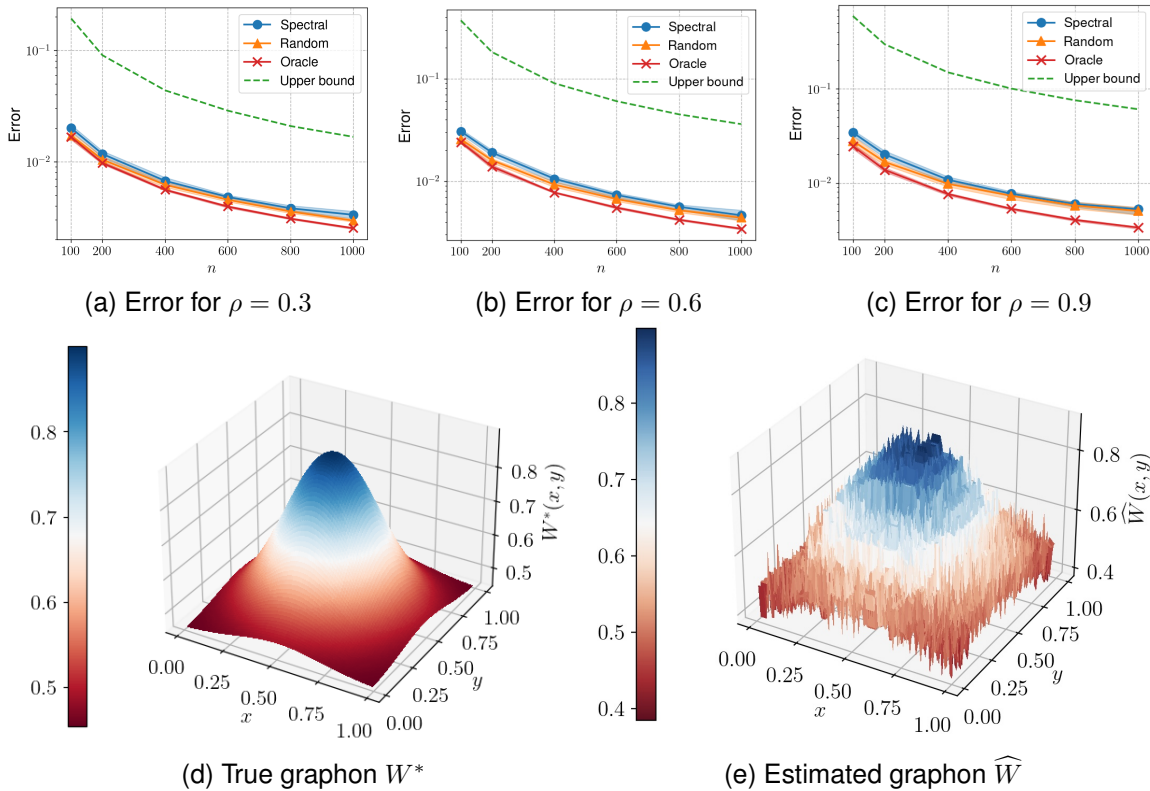 Error
10⁻¹
10⁻²
Spectral
Random
Oracle
Upper bound
100 200 400 600 800 1000
n
(a) Error for ρ = 0.3
Error
10⁻¹
10⁻²
Spectral
Random
Oracle
Upper bound
100 200 400 600 800 1000
n
(b) Error for ρ = 0.6
Error
10⁻¹
10⁻²
Spectral
Random
Oracle
Upper bound
100 200 400 600 800 1000
n
(c) Error for ρ = 0.9
0.8
0.7
0.6
0.5
0.00 0.25 0.50 0.75 1.00
x
0.00 0.25 0.50 0.75 1.00
y
0.5 0.6 0.7 0.8
W*(x, y)
(d) True graphon W*
0.8
0.7
0.6
0.5
0.4
0.00 0.25 0.50 0.75 1.00
x
0.00 0.25 0.50 0.75 1.00
y
0.4 0.6 0.8
Ŵ(x, y)
(e) Estimated graphon Ŵ